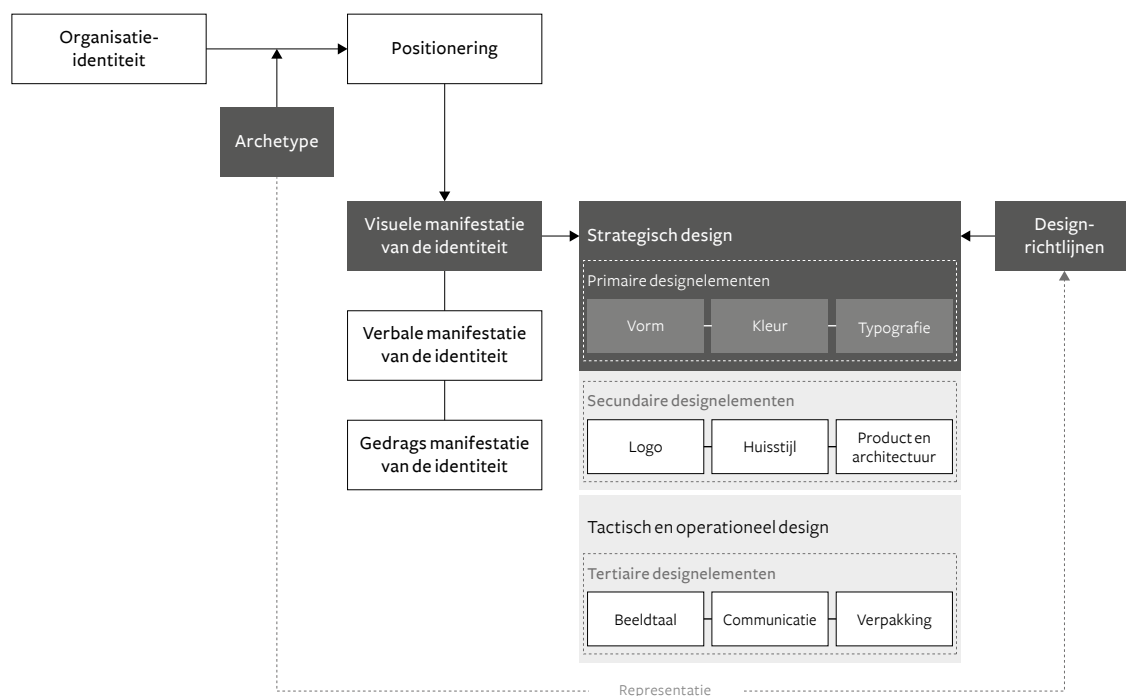 Organisatie-
identiteit
Positionering
Archetype
Visuele manifestatie
van de identiteit
Strategisch design
Design-
richtlijnen
Primaire designelementen
Vorm
Kleur
Typografie
Verbale manifestatie
van de identiteit
Secundaire designelementen
Logo
Huisstijl
Product en
architectuur
Gedrags manifestatie
van de identiteit
Tactisch en operationeel design
Tertiaire designelementen
Beeldtaal
Communicatie
Verpakking
Representatie